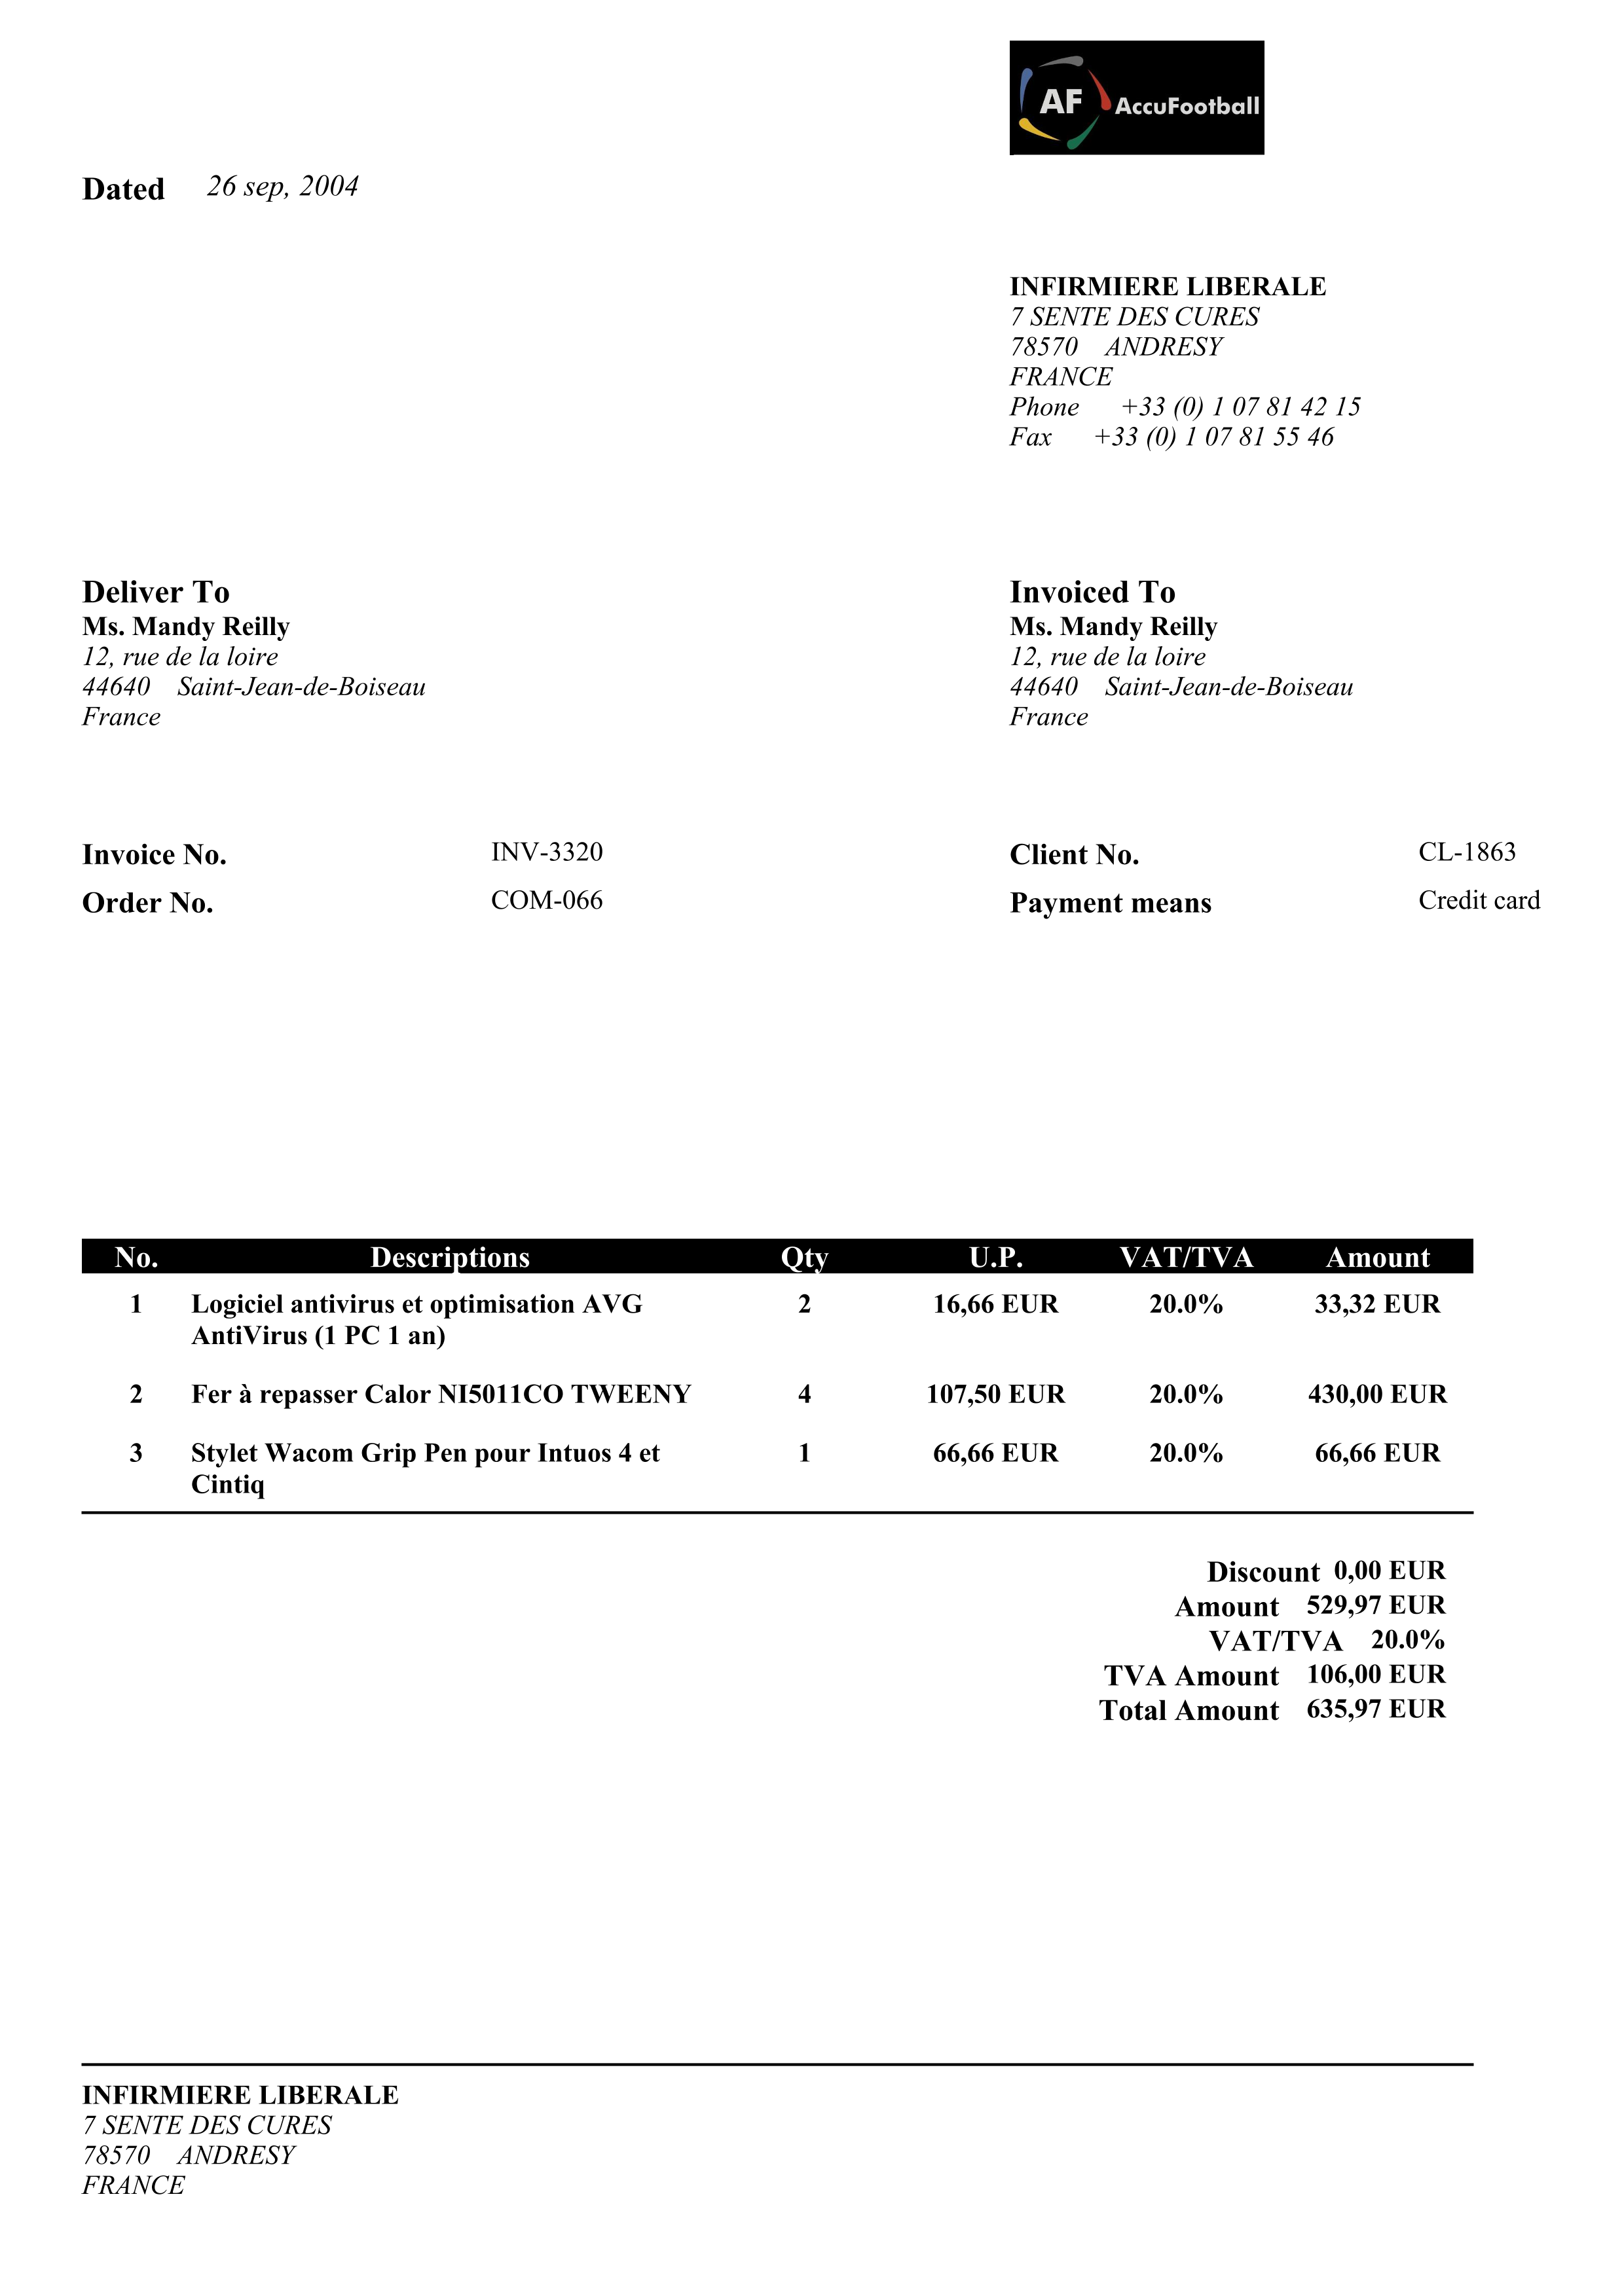 AF AccuFootball
Dated 26 sep, 2004
INFIRMIERE LIBERALE
7 SENTE DES CURES
78570 ANDRESY
FRANCE
Phone +33 (0) 1 07 81 42 15
Fax +33 (0) 1 07 81 55 46
Deliver To
Ms. Mandy Reilly
12, rue de la loire
44640 Saint-Jean-de-Boiseau
France
Invoiced To
Ms. Mandy Reilly
12, rue de la loire
44640 Saint-Jean-de-Boiseau
France
Invoice No. INV-3320
Order No. COM-066
Client No. CL-1863
Payment means Credit card
No. Descriptions Qty U.P. VAT/TVA Amount
1 Logiciel antivirus et optimisation AVG 2 16,66 EUR 20.0% 33,32 EUR
AntiVirus (1 PC 1 an)
2 Fer à repasser Calor NI5011CO TWEENY 4 107,50 EUR 20.0% 430,00 EUR
3 Stylet Wacom Grip Pen pour Intuos 4 et 1 66,66 EUR 20.0% 66,66 EUR
Cintiq
Discount 0,00 EUR
Amount 529,97 EUR
VAT/TVA 20.0%
TVA Amount 106,00 EUR
Total Amount 635,97 EUR
INFIRMIERE LIBERALE
7 SENTE DES CURES
78570 ANDRESY
FRANCE